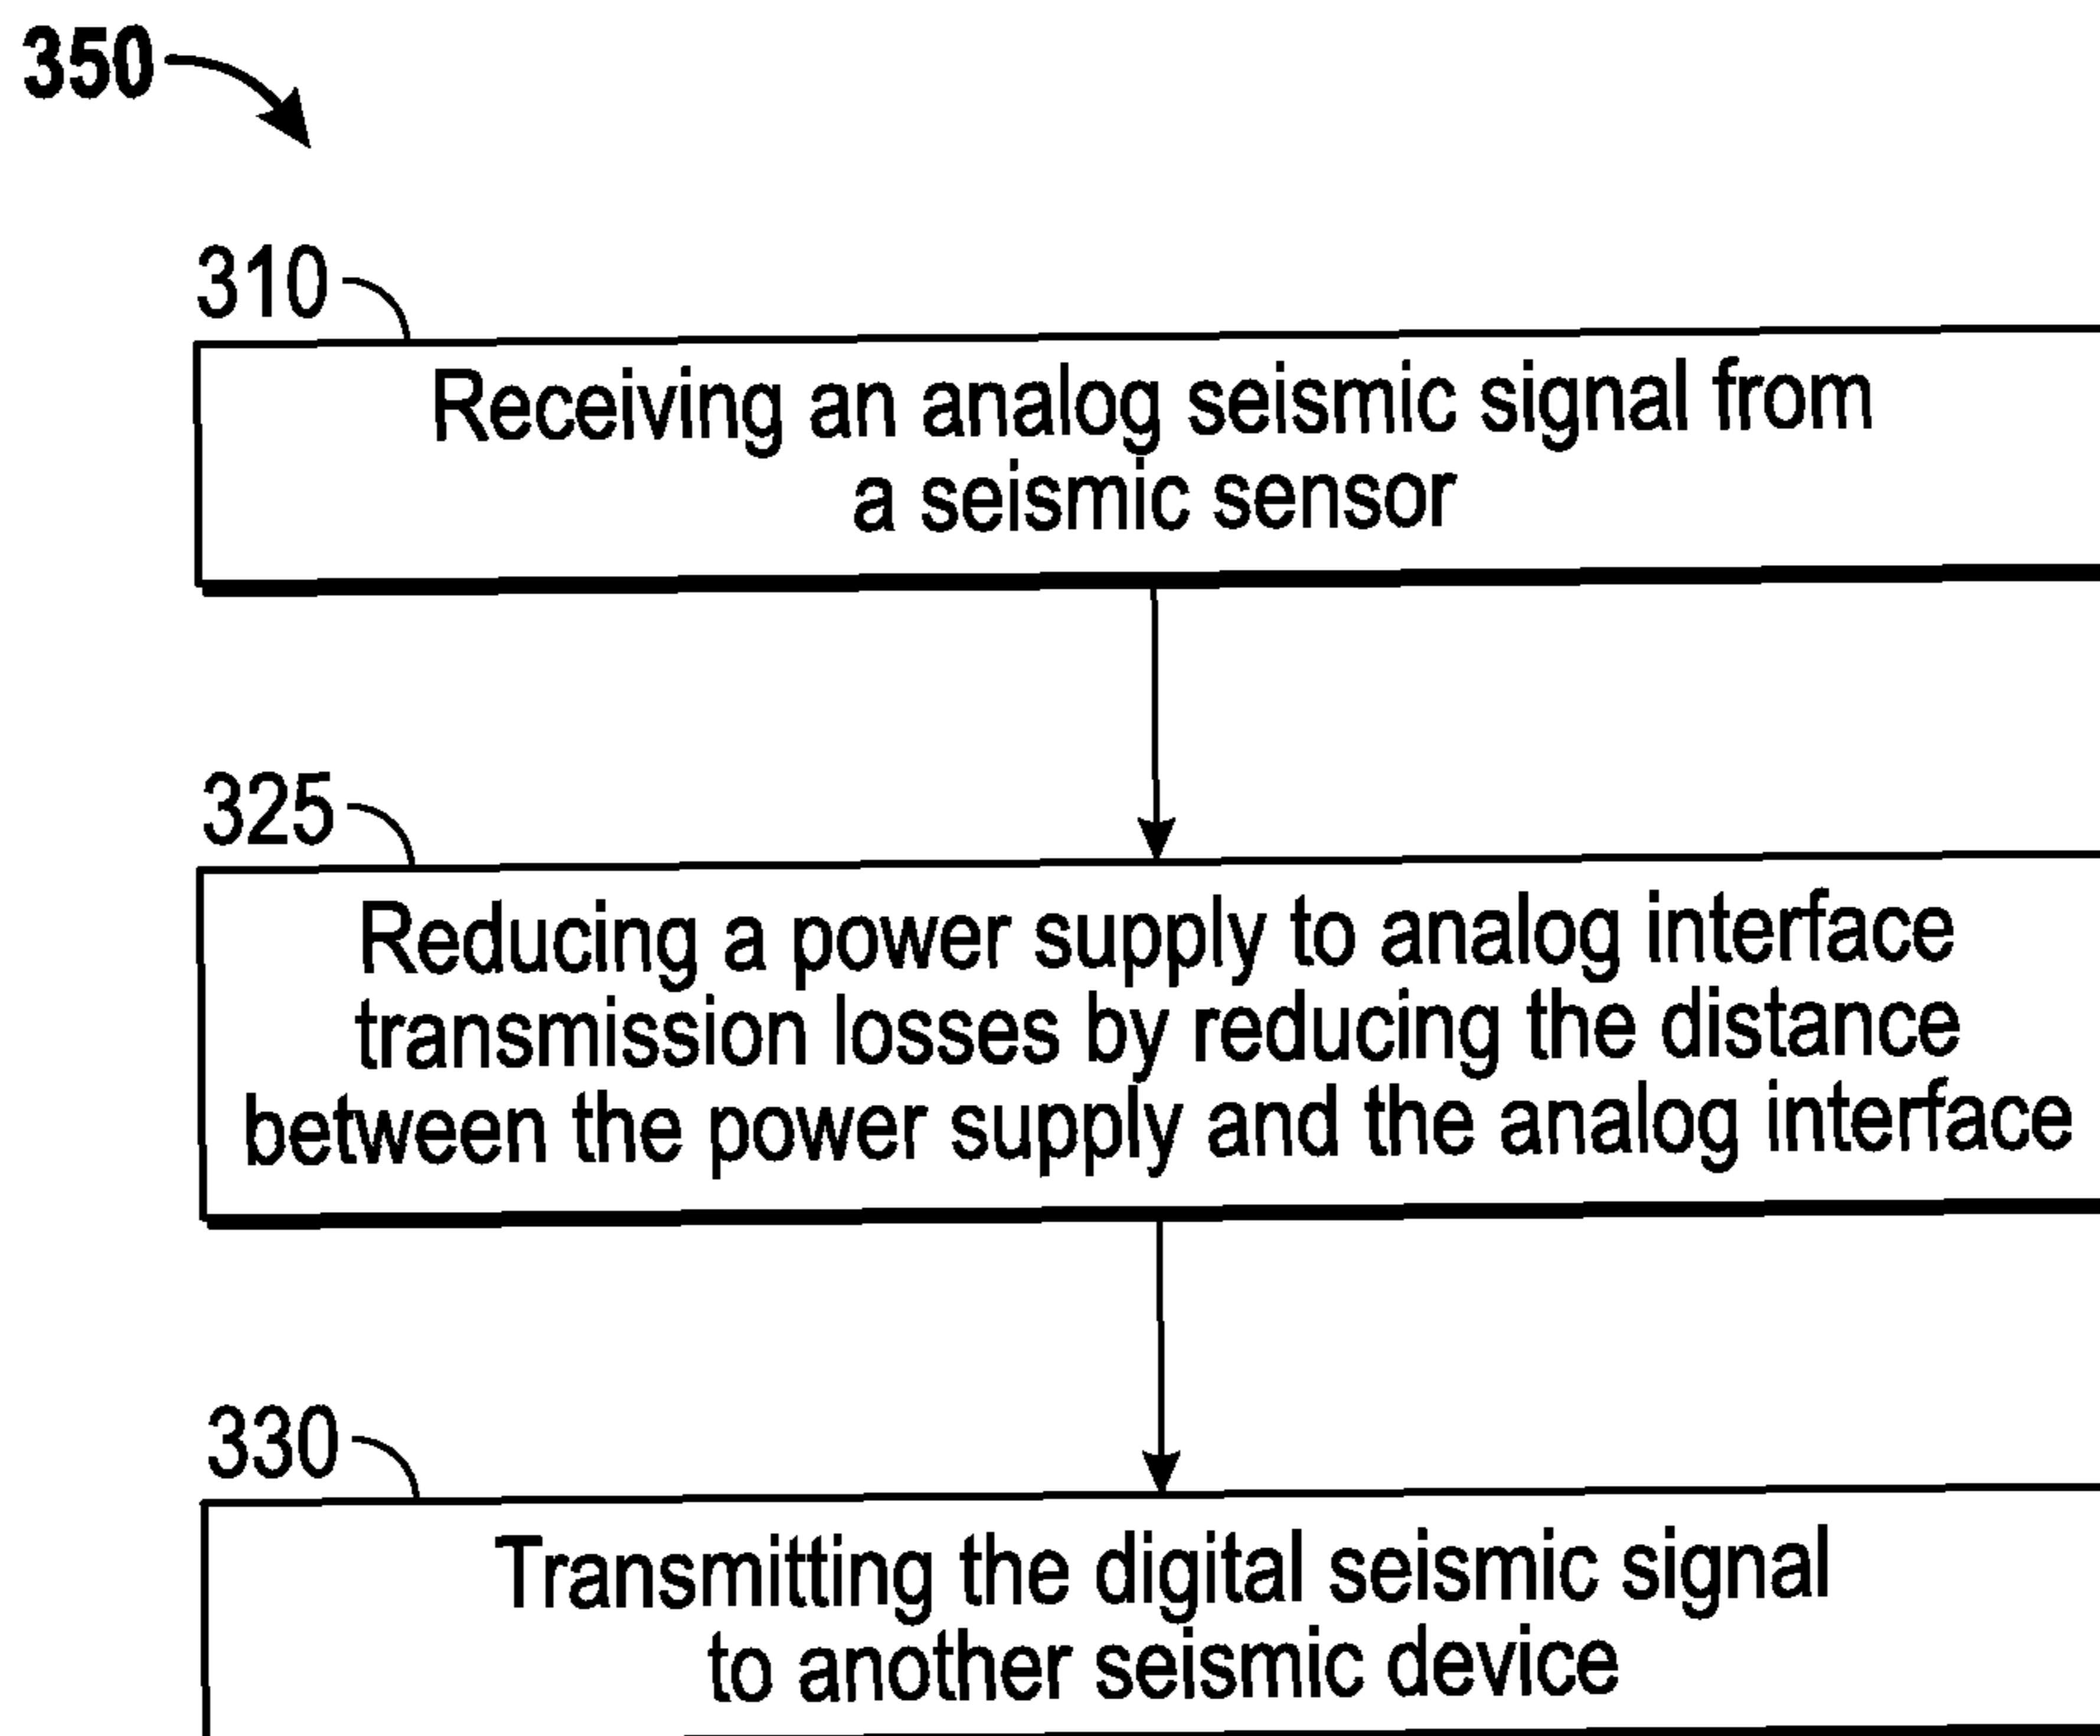 350
310
Receiving an analog seismic signal from
a seismic sensor
325
Reducing a power supply to analog interface
transmission losses by reducing the distance
between the power supply and the analog interface
330
Transmitting the digital seismic signal
to another seismic device